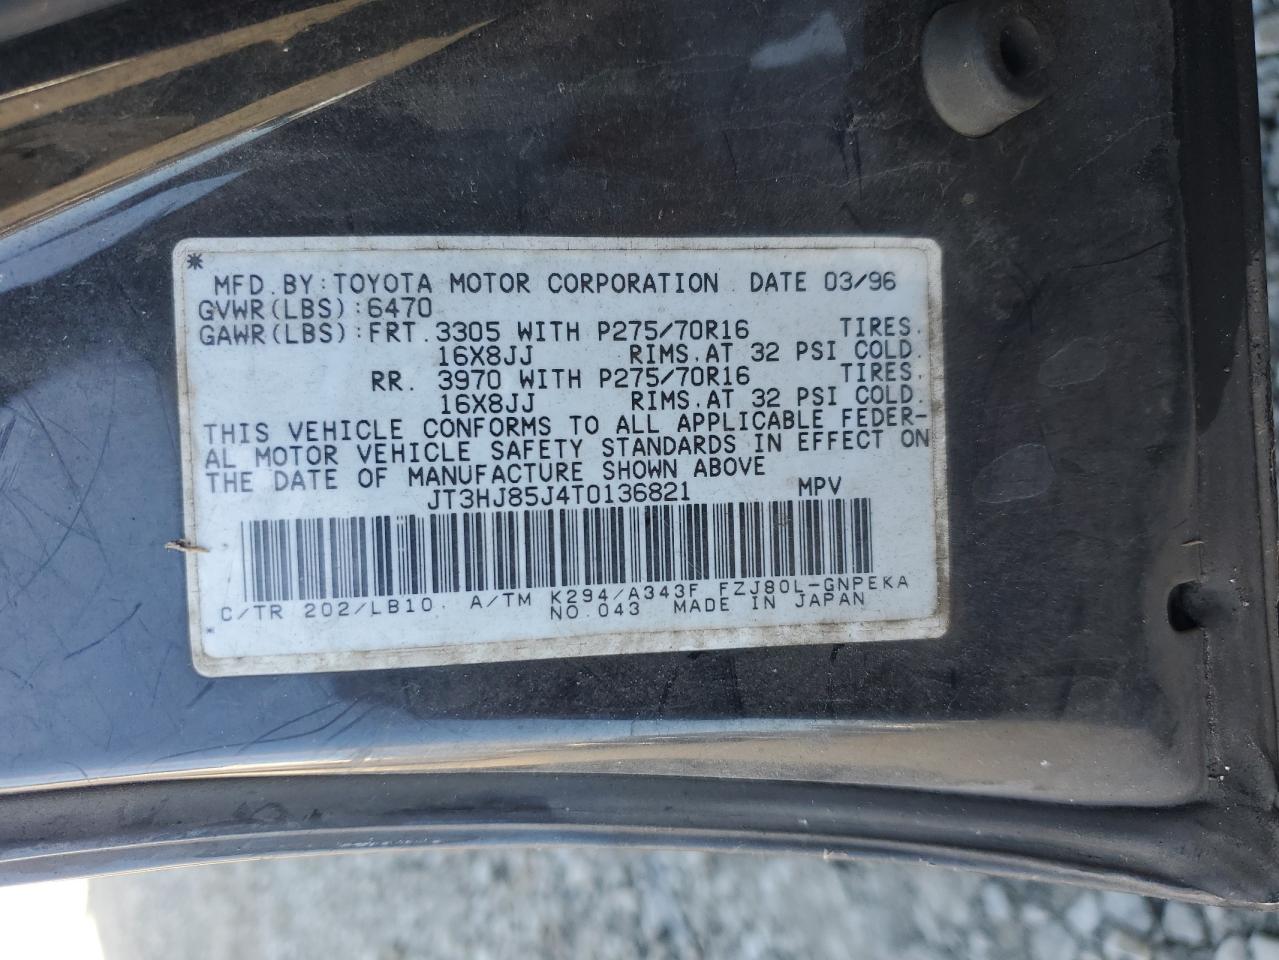 MFD.BY:TOYOTA MOTOR CORPORATION DATE 03/96
GVWR(LBS):6470
GAWR(LBS):FRT. 3305 WITH P275/70R16 TIRES.
16X8JJ RIMS.AT 32 PSI COLD.
RR. 3970 WITH P275/70R16 TIRES.
16X8JJ RIMS.AT 32 PSI COLD.
THIS VEHICLE CONFORMS TO ALL APPLICABLE FEDER-
AL MOTOR VEHICLE SAFETY STANDARDS IN EFFECT ON
THE DATE OF MANUFACTURE SHOWN ABOVE
JT3HJ85J4T0136821 MPV
C/TR 202/LB10. A/TM K294/A343F FZJ80L-GNPEKA
NO.043 MADE IN JAPAN